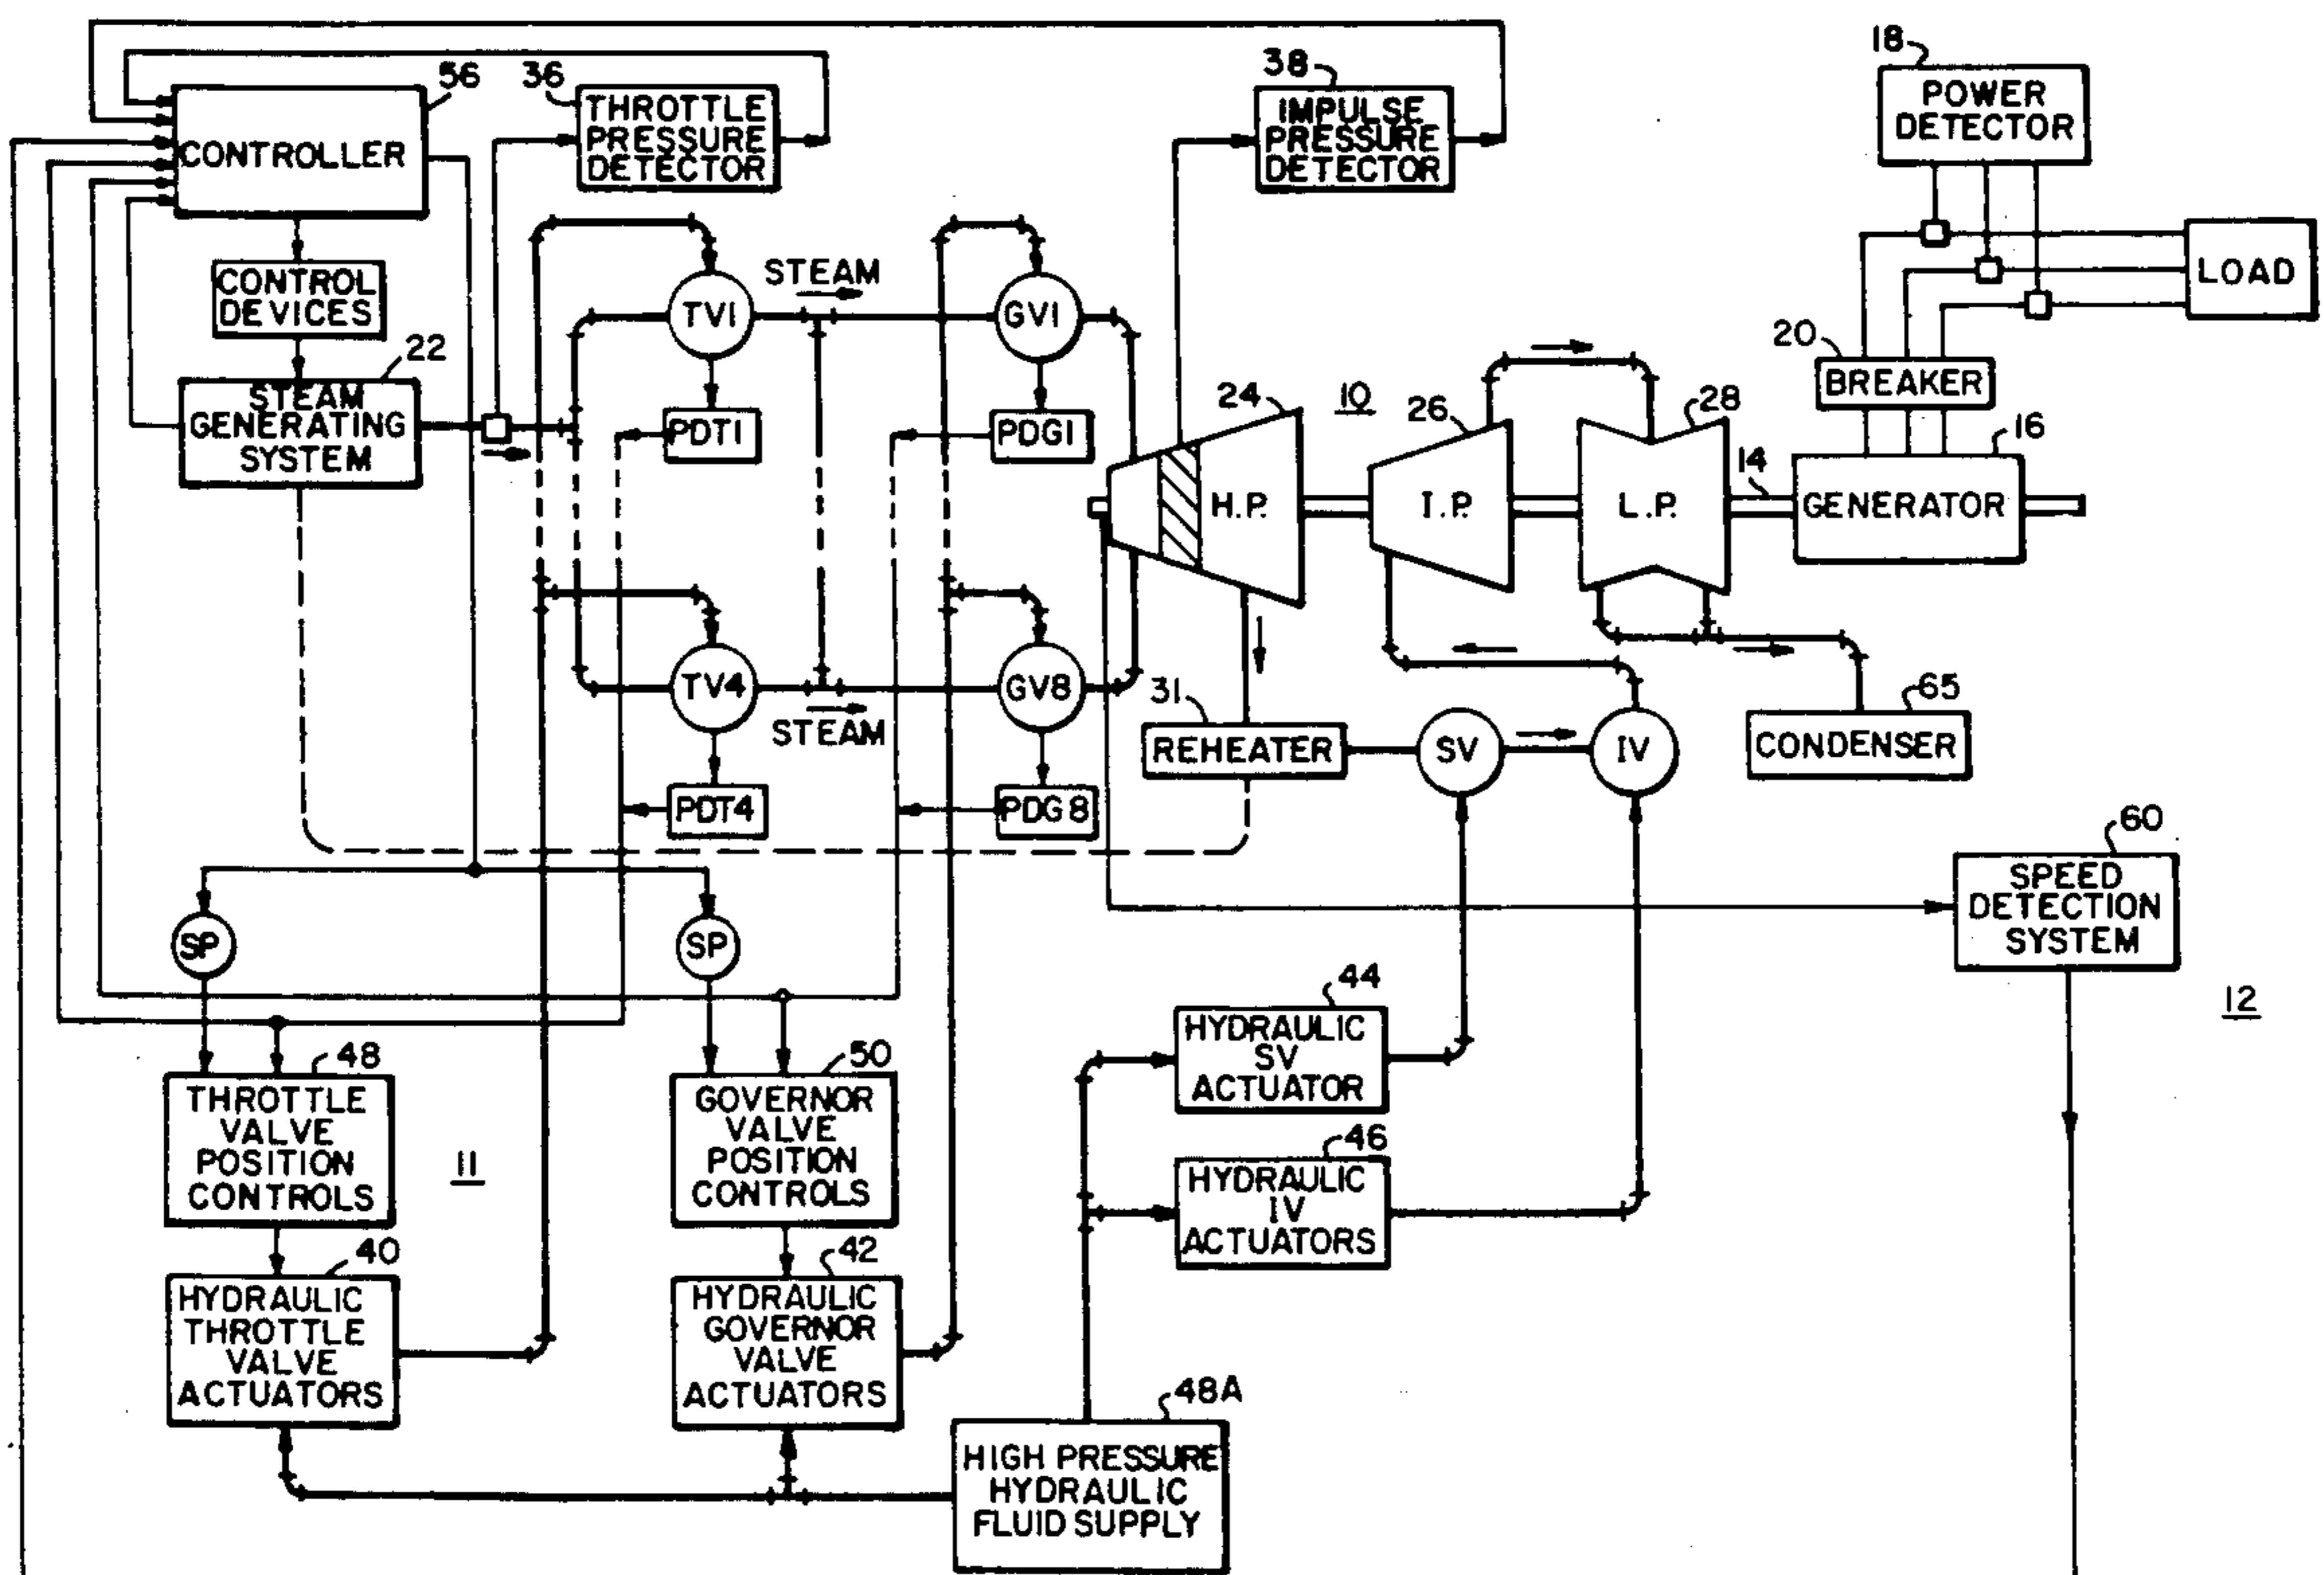 56
36
38
18
CONTROLLER
THROTTLE
PRESSURE
DETECTOR
IMPULSE
PRESSURE
DETECTOR
POWER
DETECTOR
CONTROL
DEVICES
STEAM
TV1
GV1
LOAD
22
20
BREAKER
STEAM
GENERATING
SYSTEM
PDT1
PDG1
24
10
26
28
14
16
H.P.
I.P.
L.P.
GENERATOR
TV4
STEAM
GV8
31
REHEATER
SV
IV
65
CONDENSER
PDT4
PDG8
60
SPEED
DETECTION
SYSTEM
12
SP
SP
44
HYDRAULIC
SV
ACTUATOR
48
THROTTLE
VALVE
POSITION
CONTROLS
11
50
GOVERNOR
VALVE
POSITION
CONTROLS
46
HYDRAULIC
IV
ACTUATORS
40
HYDRAULIC
THROTTLE
VALVE
ACTUATORS
42
HYDRAULIC
GOVERNOR
VALVE
ACTUATORS
48A
HIGH PRESSURE
HYDRAULIC
FLUID SUPPLY